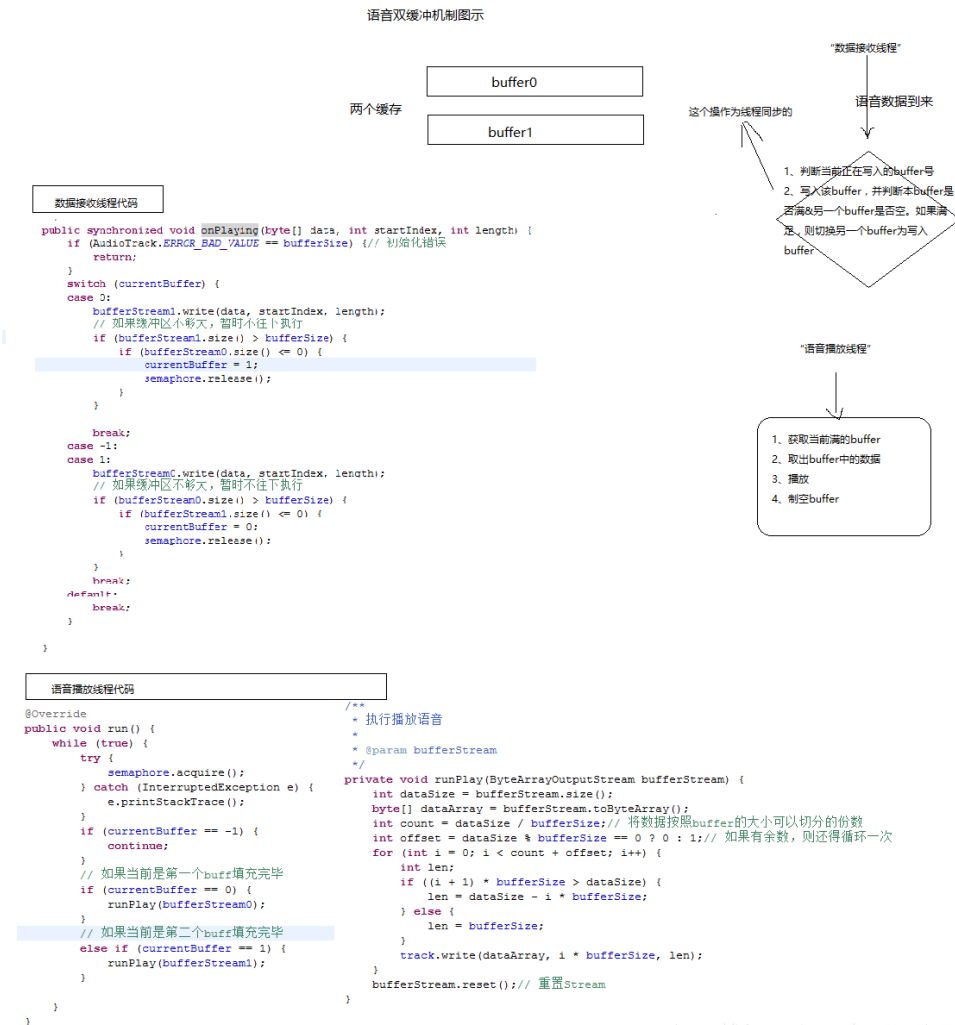 语音双缓冲机制图示
两个缓存
buffer0
buffer1
"数据接收线程"
语音数据到来
这个操作为线程同步的
1、判断当前正在写入的buffer号
2、写入该buffer，并判断本buffer是
否满&另一个buffer是否空。如果满
足，则切换另一个buffer为写入
buffer
"语音播放线程"
1、获取当前满的buffer
2、取出buffer中的数据
3、播放
4、制空buffer
数据接收线程代码
public synchronized void onPlaying(byte[] data, int startIndex, int length) {
if (AudioTrack.ERROR_BAD_VALUE == bufferSize) {// 初始化错误
return;
}
switch (currentBuffer) {
case 0:
bufferStream1.write(data, startIndex, length);
// 如果缓冲区不够大，暂时不往下执行
if (bufferStream1.size() > bufferSize) {
if (bufferStream0.size() <= 0) {
currentBuffer = 1;
semaphore.release();
}
}
break;
case -1:
case 1:
bufferStream0.write(data, startIndex, length);
// 如果缓冲区不够大，暂时不往下执行
if (bufferStream0.size() > bufferSize) {
if (bufferStream1.size() <= 0) {
currentBuffer = 0;
semaphore.release();
}
}
break;
default:
break;
}
}
语音播放线程代码
@Override
public void run() {
while (true) {
try {
semaphore.acquire();
} catch (InterruptedException e) {
e.printStackTrace();
}
if (currentBuffer == -1) {
continue;
}
// 如果当前是第一个buff填充完毕
if (currentBuffer == 0) {
runPlay(bufferStream0);
}
// 如果当前是第二个buff填充完毕
else if (currentBuffer == 1) {
runPlay(bufferStream1);
}
}
}
/**
* 执行播放语音
*
* @param bufferStream
*/
private void runPlay(ByteArrayOutputStream bufferStream) {
int dataSize = bufferStream.size();
byte[] dataArray = bufferStream.toByteArray();
int count = dataSize / bufferSize;// 将数据按照buffer的大小可以切分的份数
int offset = dataSize % bufferSize == 0 ? 0 : 1;// 如果有余数，则还得循环一次
for (int i = 0; i < count + offset; i++) {
int len;
if ((i + 1) * bufferSize > dataSize) {
len = dataSize - i * bufferSize;
} else {
len = bufferSize;
}
track.write(dataArray, i * bufferSize, len);
}
bufferStream.reset();// 重置Stream
}